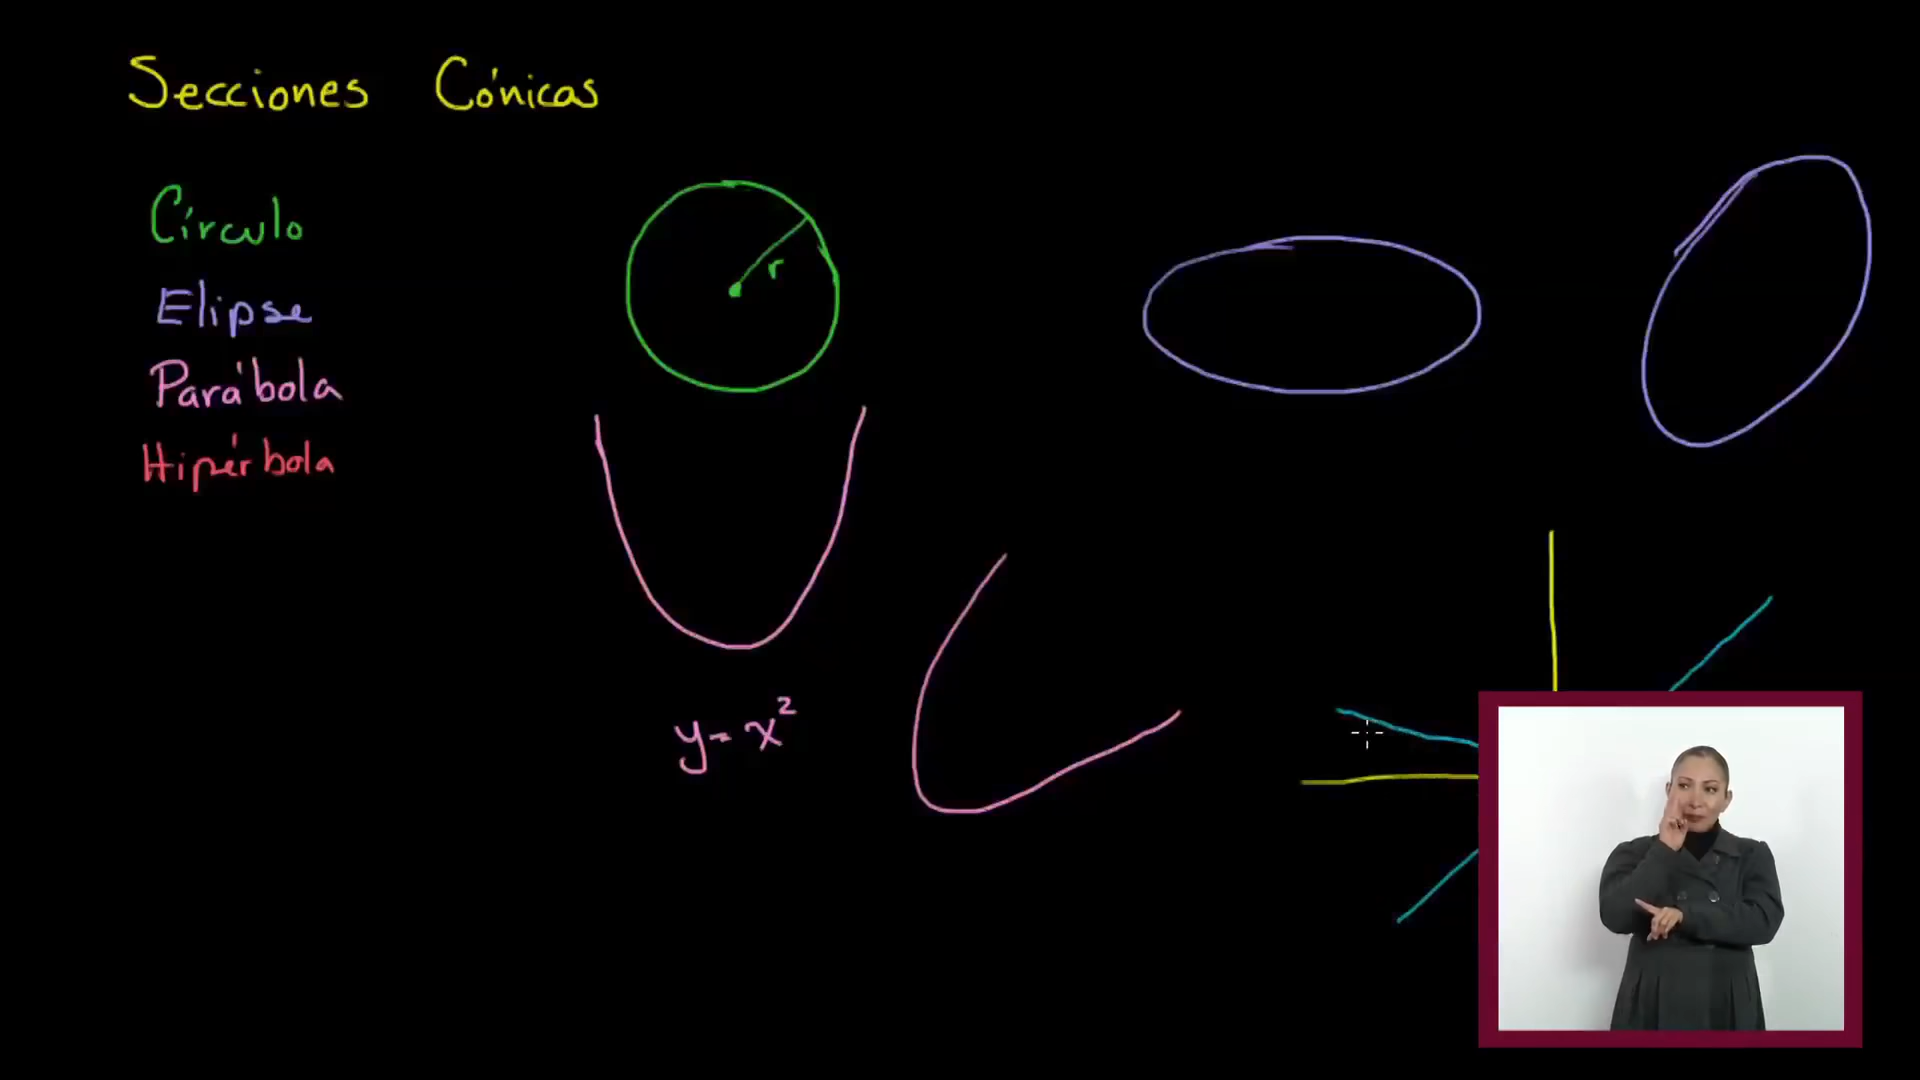 Secciones Cónicas
Círculo
Elipse
Parábola
Hipérbola
r
y=x²